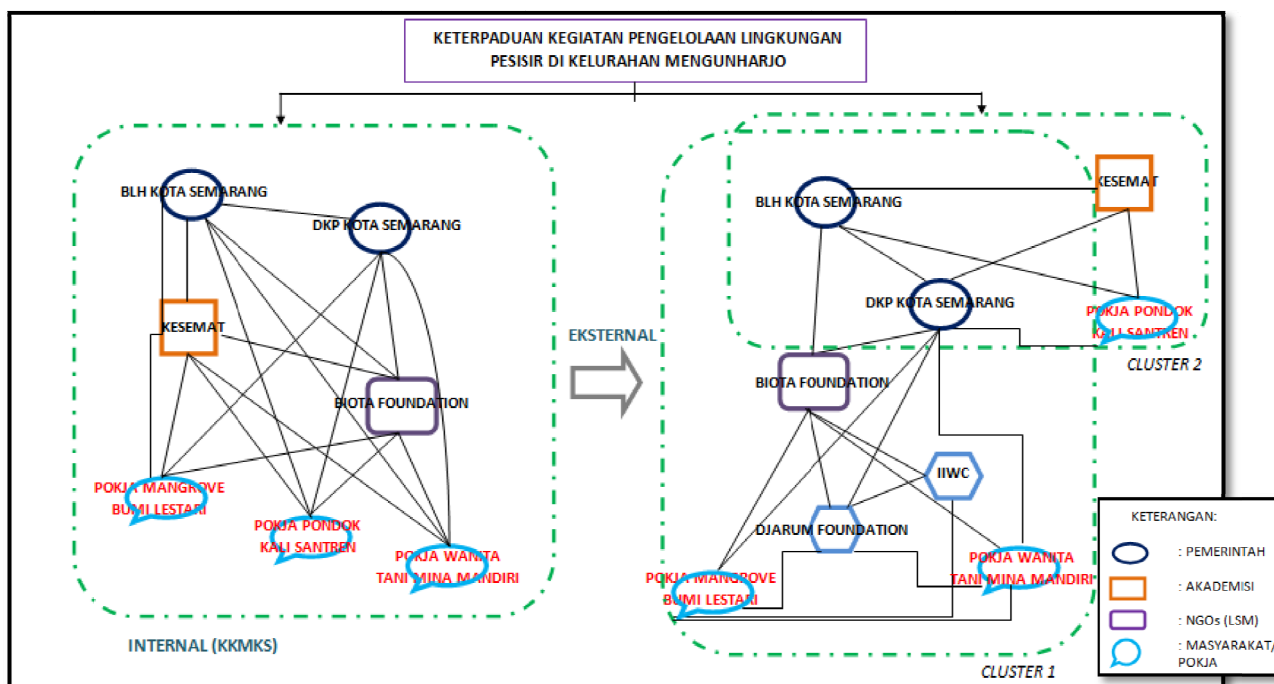 KETERPADUAN KEGIATAN PENGELOLAAN LINGKUNGAN
PESISIR DI KELURAHAN MENGUNHARJO
BLH KOTA SEMARANG
DKP KOTA SEMARANG
KESEMAT
BIOTA FOUNDATION
POKJA MANGROVE
BUMI LESTARI
POKJA PONDOK
KALI SANTREN
POKJA WANITA
TANI MINA MANDIRI
INTERNAL (KKMKS)
EKSTERNAL
KESEMAT
BLH KOTA SEMARANG
DKP KOTA SEMARANG
POKJA PONDOK
KALI SANTREN
CLUSTER 2
BIOTA FOUNDATION
IIWC
DJARUM FOUNDATION
POKJA WANITA
TANI MINA MANDIRI
POKJA MANGROVE
BUMI LESTARI
CLUSTER 1
KETERANGAN:
: PEMERINTAH
: AKADEMISI
: NGOs (LSM)
: MASYARAKAT/
POKJA